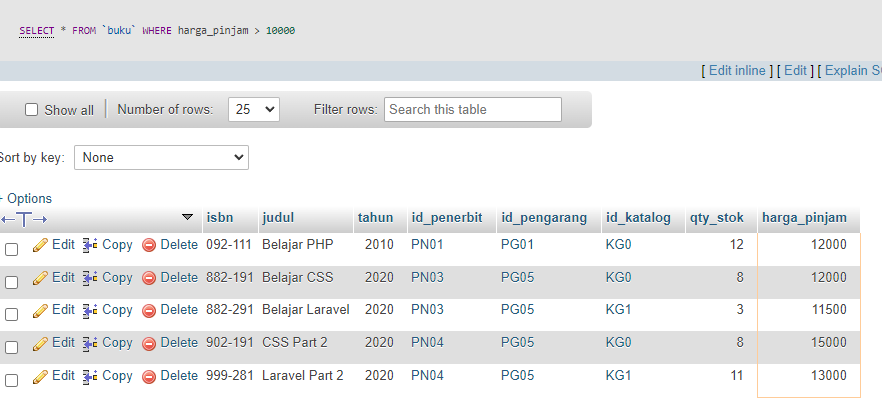 SELECT * FROM `buku` WHERE harga_pinjam > 10000
[ Edit inline ] [ Edit ] [ Explain
Show all Number of rows: 25 Filter rows: Search this table
Sort by key: None
+ Options
←T→ isbn judul tahun id_penerbit id_pengarang id_katalog qty_stok harga_pinjam
Edit Copy Delete 092-111 Belajar PHP 2010 PN01 PG01 KG0 12 12000
Edit Copy Delete 882-191 Belajar CSS 2020 PN03 PG05 KG0 8 12000
Edit Copy Delete 882-291 Belajar Laravel 2020 PN03 PG05 KG1 3 11500
Edit Copy Delete 902-191 CSS Part 2 2020 PN04 PG05 KG0 8 15000
Edit Copy Delete 999-281 Laravel Part 2 2020 PN04 PG05 KG1 11 13000